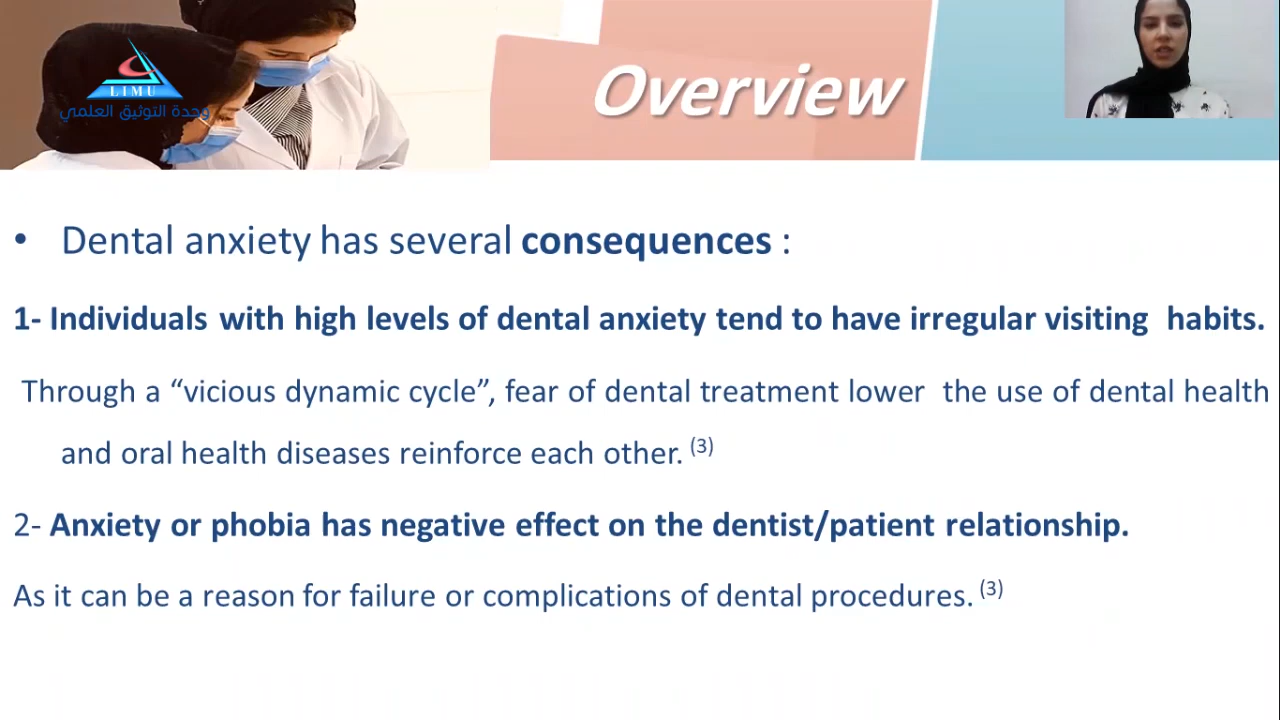 LIMU
وحدة التوثيق العلمي
Overview
• Dental anxiety has several consequences :
1- Individuals with high levels of dental anxiety tend to have irregular visiting habits.
Through a “vicious dynamic cycle”, fear of dental treatment lower the use of dental health
and oral health diseases reinforce each other. (3)
2- Anxiety or phobia has negative effect on the dentist/patient relationship.
As it can be a reason for failure or complications of dental procedures. (3)